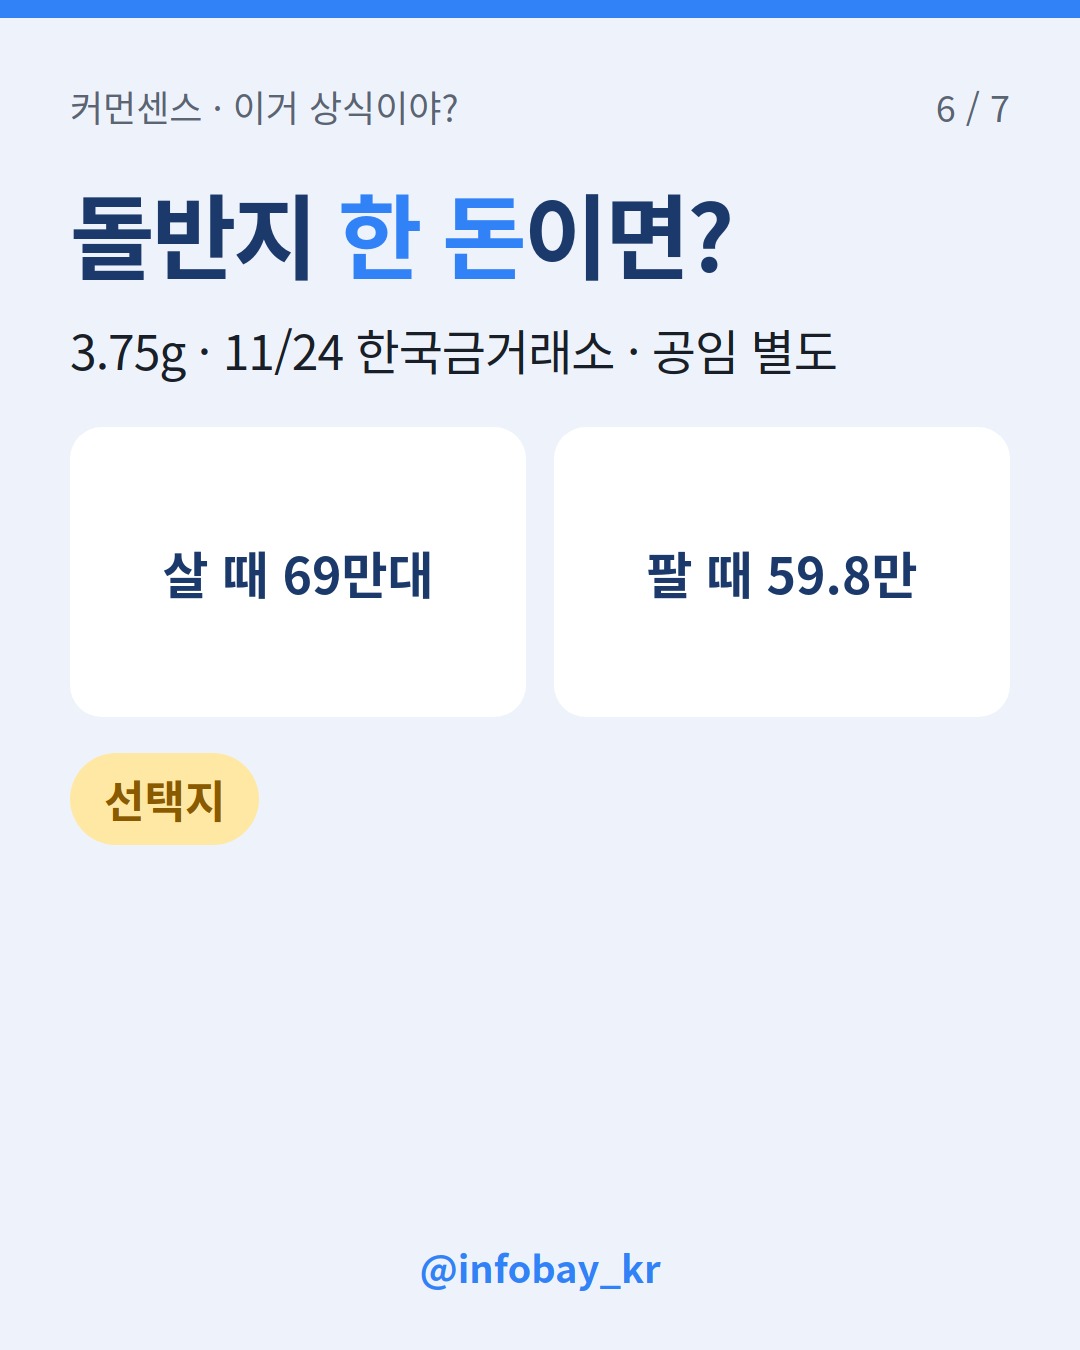 커먼센스 · 이거 상식이야?
6 / 7
돌반지 한 돈이면?
3.75g · 11/24 한국금거래소 · 공임 별도
살 때 69만대
팔 때 59.8만
선택지
@infobay_kr